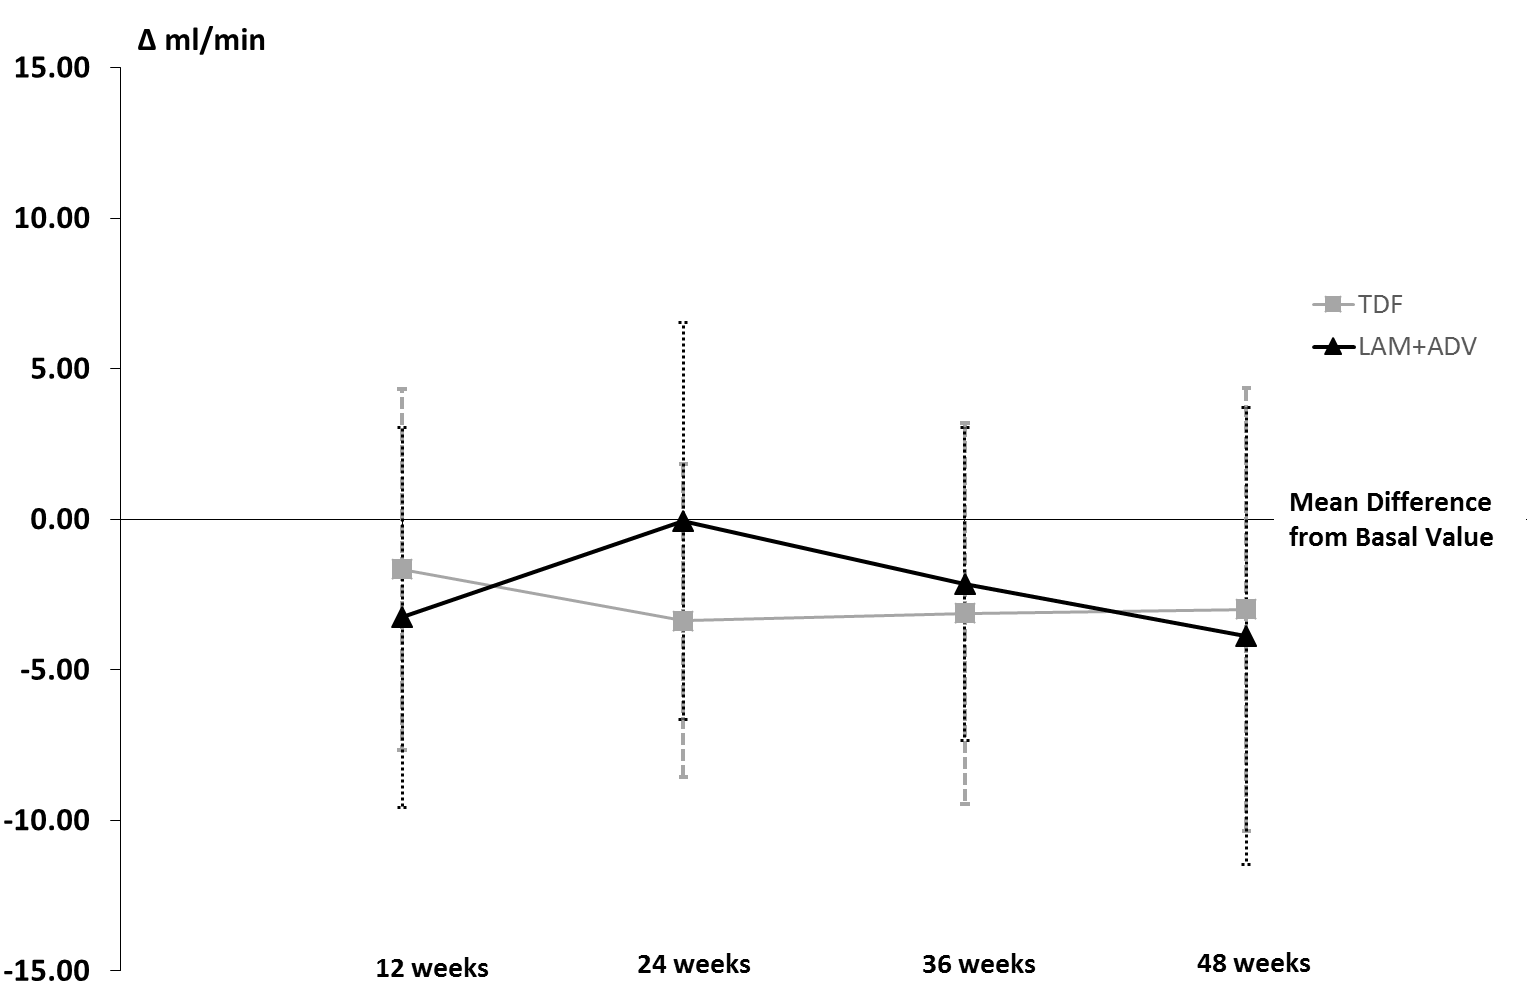 Δ ml/min
15.00
10.00
5.00
0.00
-5.00
-10.00
-15.00
TDF
LAM+ADV
Mean Difference
from Basal Value
12 weeks
24 weeks
36 weeks
48 weeks